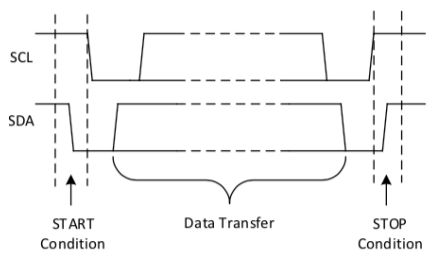 SCL
SDA
START
Condition
Data Transfer
STOP
Condition